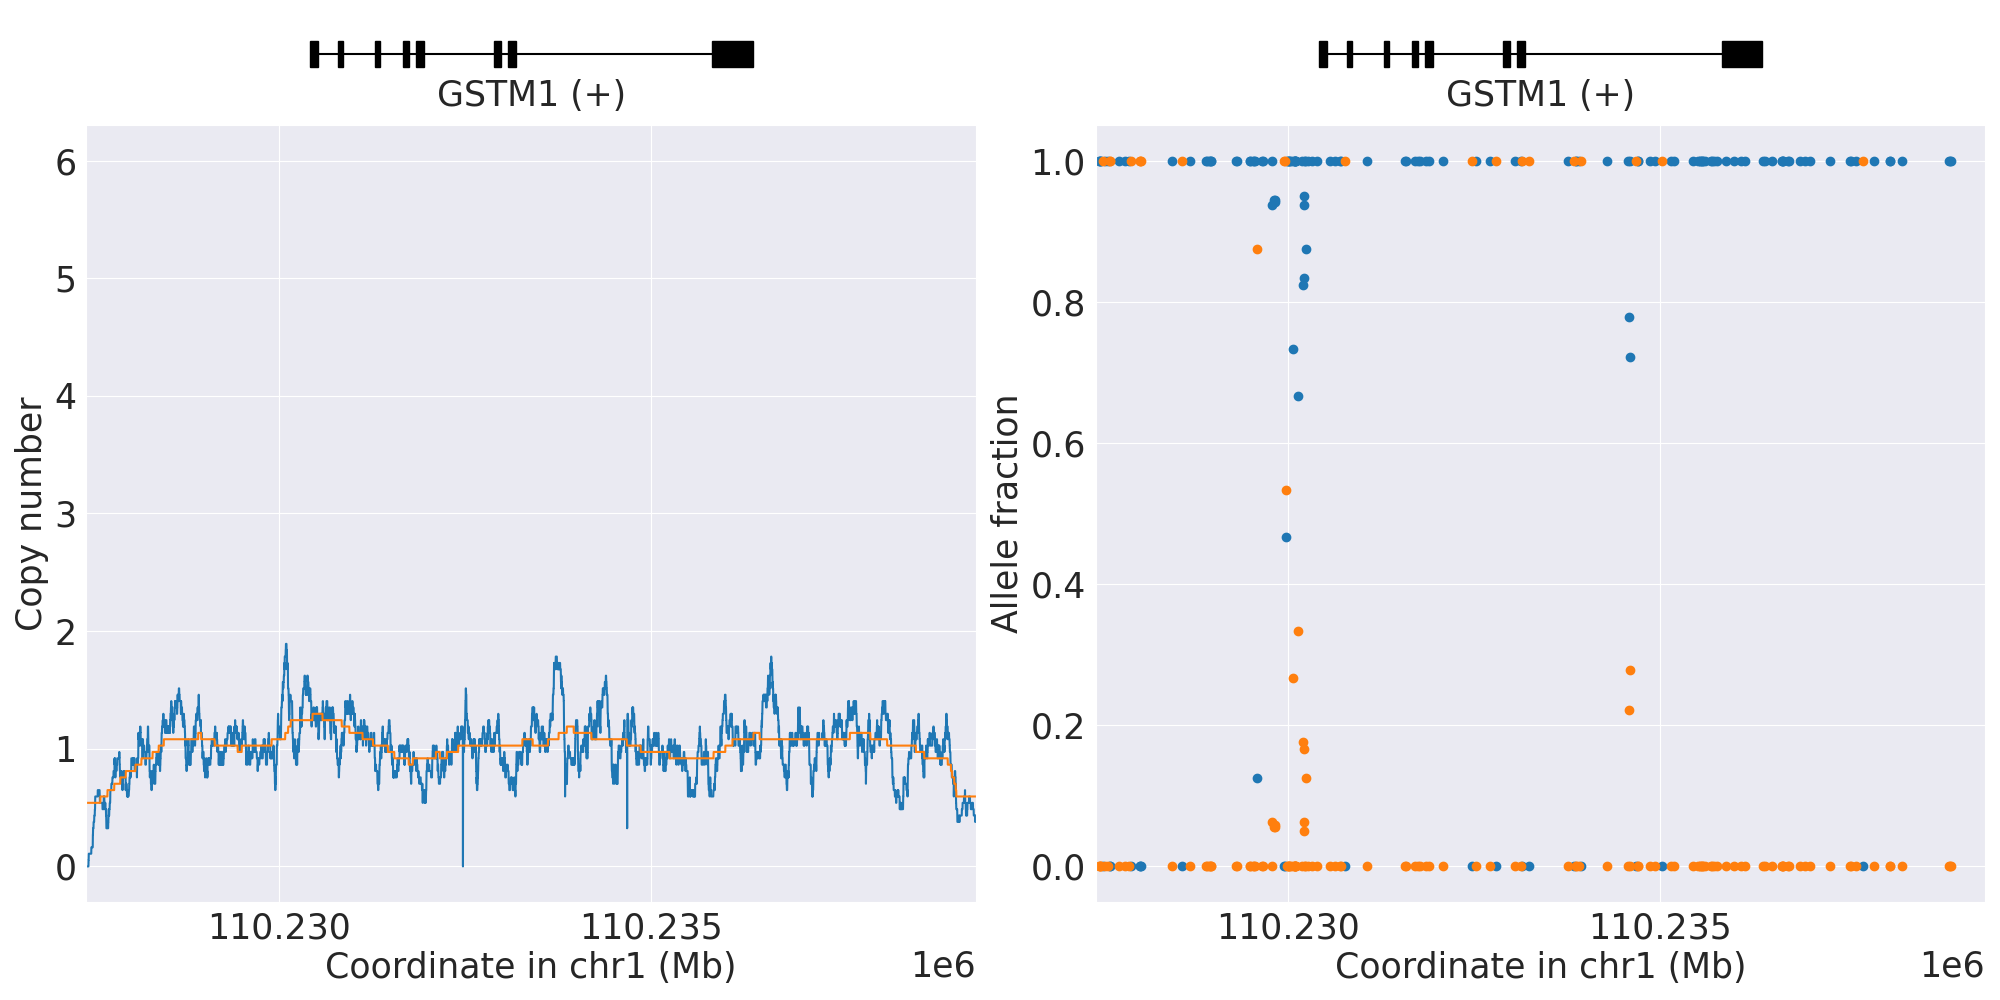 GSTM1 (+)
6
5
4
3
2
1
0
Copy number
110.230
110.235
Coordinate in chr1 (Mb)
1e6
GSTM1 (+)
1.0
0.8
0.6
0.4
0.2
0.0
Allele fraction
110.230
110.235
Coordinate in chr1 (Mb)
1e6